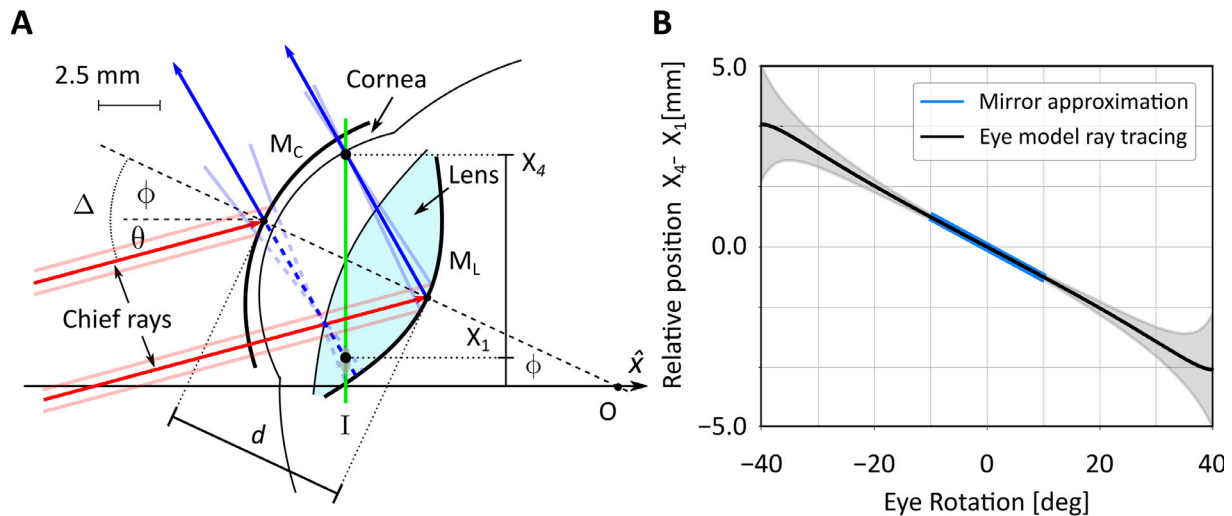 A
2.5 mm
Cornea
M_C
X_4
Lens
Δ
ϕ
θ
M_L
Chief rays
X_1
ϕ
x̂
O
I
d
B
Relative position X_4- X_1[mm]
5.0
0.0
−5.0
Mirror approximation
Eye model ray tracing
−40
−20
0
20
40
Eye Rotation [deg]